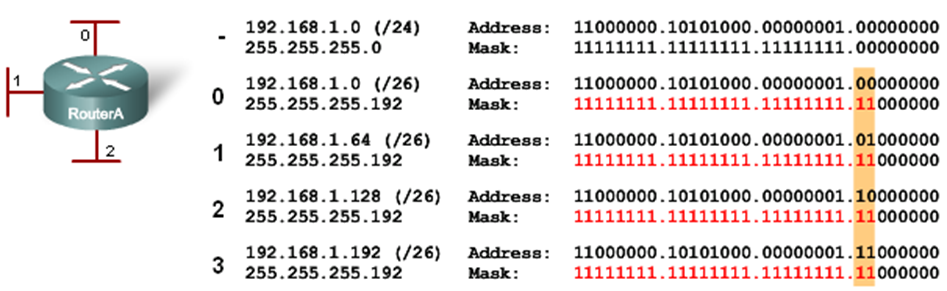 0
1
RouterA
2
- 192.168.1.0 (/24) Address: 11000000.10101000.00000001.00000000
255.255.255.0 Mask: 11111111.11111111.11111111.00000000
0 192.168.1.0 (/26) Address: 11000000.10101000.00000001.00000000
255.255.255.192 Mask: 11111111.11111111.11111111.11000000
1 192.168.1.64 (/26) Address: 11000000.10101000.00000001.01000000
255.255.255.192 Mask: 11111111.11111111.11111111.11000000
2 192.168.1.128 (/26) Address: 11000000.10101000.00000001.10000000
255.255.255.192 Mask: 11111111.11111111.11111111.11000000
3 192.168.1.192 (/26) Address: 11000000.10101000.00000001.11000000
255.255.255.192 Mask: 11111111.11111111.11111111.11000000